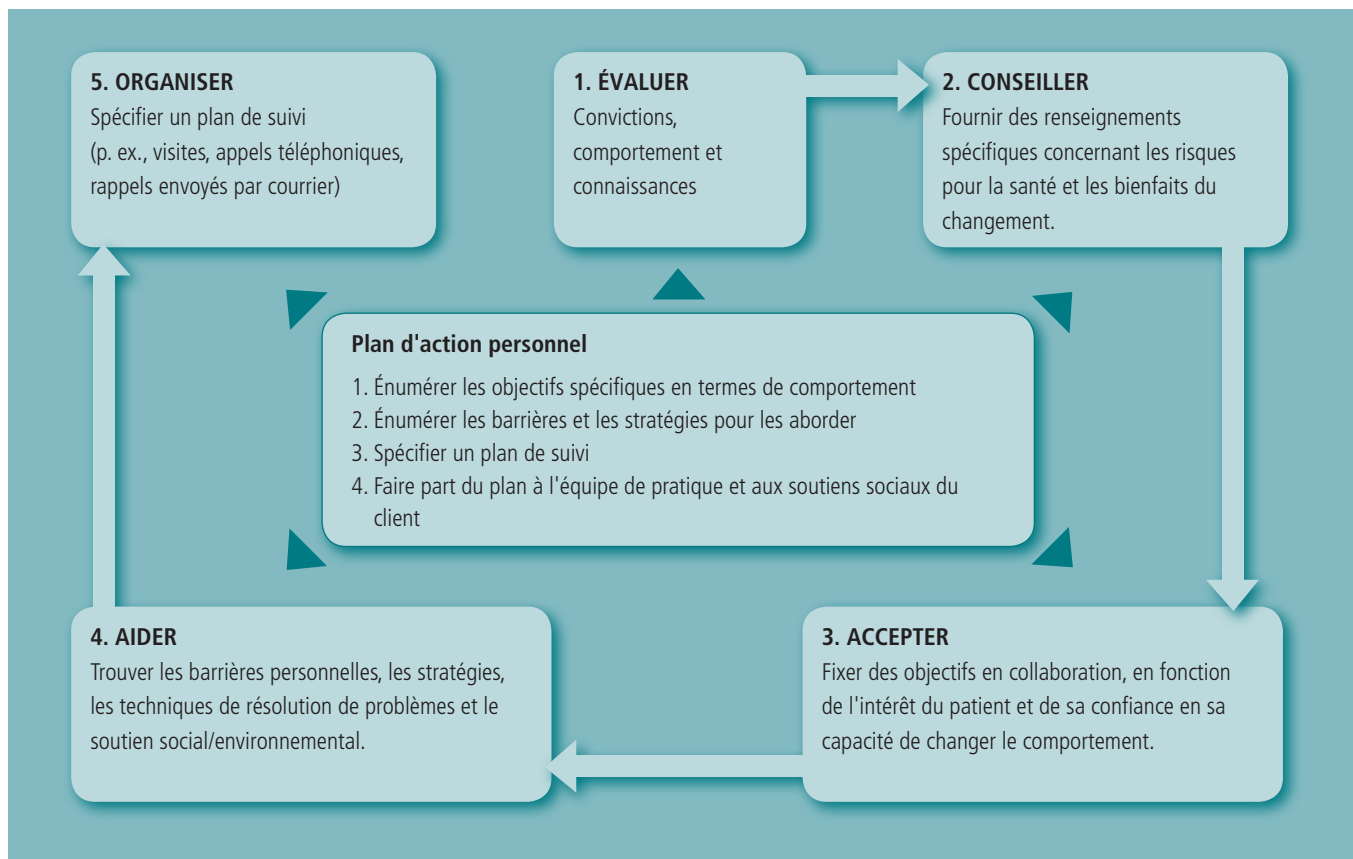 5. ORGANISER
Spécifier un plan de suivi
(p. ex., visites, appels téléphoniques,
rappels envoyés par courrier)
1. ÉVALUER
Convictions,
comportement et
connaissances
2. CONSEILLER
Fournir des renseignements
spécifiques concernant les risques
pour la santé et les bienfaits du
changement.
Plan d'action personnel
1. Énumérer les objectifs spécifiques en termes de comportement
2. Énumérer les barrières et les stratégies pour les aborder
3. Spécifier un plan de suivi
4. Faire part du plan à l'équipe de pratique et aux soutiens sociaux du
client
4. AIDER
Trouver les barrières personnelles, les stratégies,
les techniques de résolution de problèmes et le
soutien social/environnemental.
3. ACCEPTER
Fixer des objectifs en collaboration, en fonction
de l'intérêt du patient et de sa confiance en sa
capacité de changer le comportement.